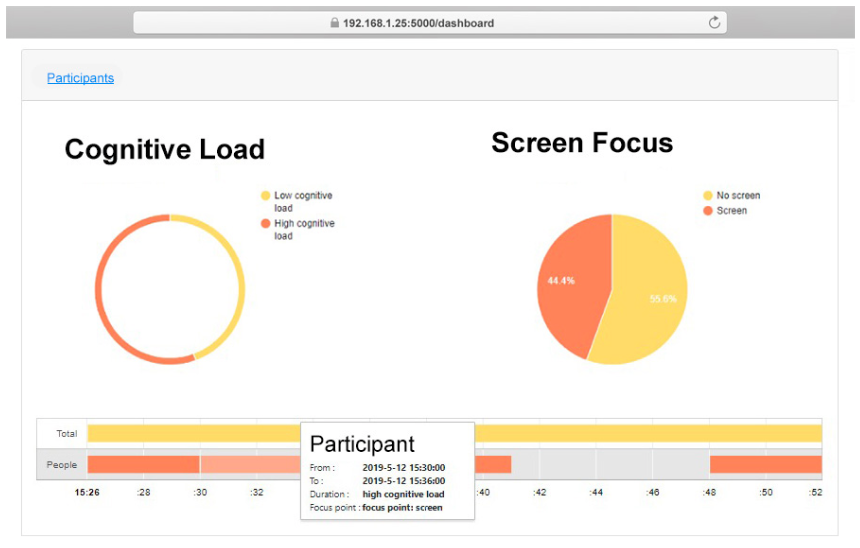 192.168.1.25:5000/dashboard
Participants
Cognitive Load
Screen Focus
Low cognitive
load
High cognitive
load
No screen
Screen
44.4%
55.6%
Total
People
Participant
From : 2019-5-12 15:30:00
To : 2019-5-12 15:36:00
Duration : high cognitive load
Focus point : focus point: screen
15:26 :28 :30 :32 :40 :42 :44 :46 :48 :50 :52